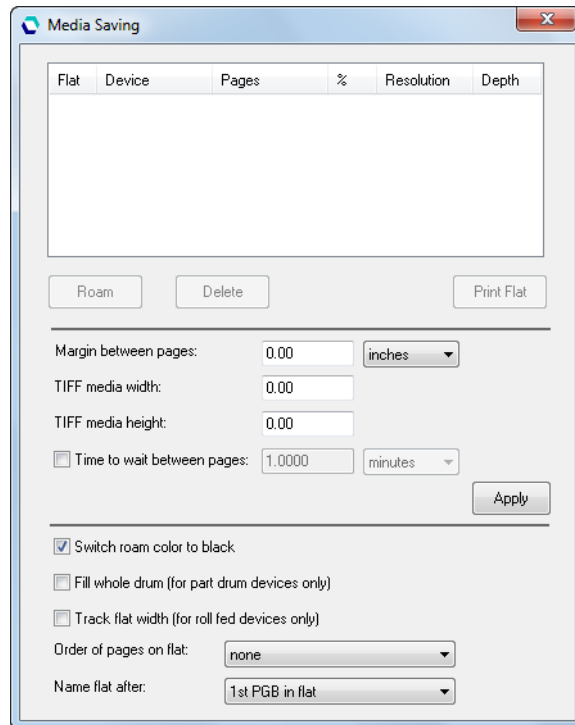 Media Saving
Flat Device Pages % Resolution Depth
Roam Delete Print Flat
Margin between pages: 0.00 inches
TIFF media width: 0.00
TIFF media height: 0.00
Time to wait between pages: 1.0000 minutes
Apply
Switch roam color to black
Fill whole drum (for part drum devices only)
Track flat width (for roll fed devices only)
Order of pages on flat: none
Name flat after: 1st PGB in flat